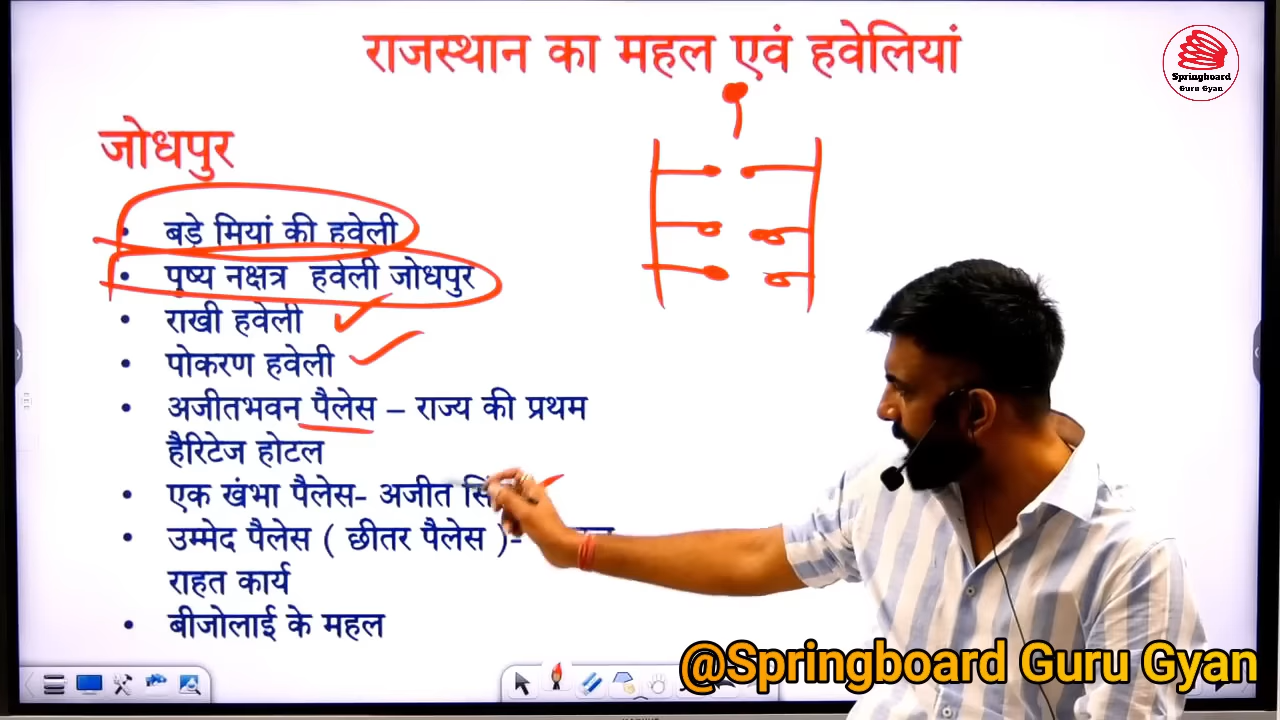 राजस्थान का महल एवं हवेलियां
Springboard
Guru Gyan
जोधपुर
• बड़े मियां की हवेली
• पुष्य नक्षत्र हवेली जोधपुर
• राखी हवेली
• पोकरण हवेली
• अजीतभवन पैलेस – राज्य की प्रथम
हैरिटेज होटल
• एक खंभा पैलेस- अजीत
• उम्मेद पैलेस ( छीतर पैलेस )-
राहत कार्य
• बीजोलाई के महल
@Springboard Guru Gyan